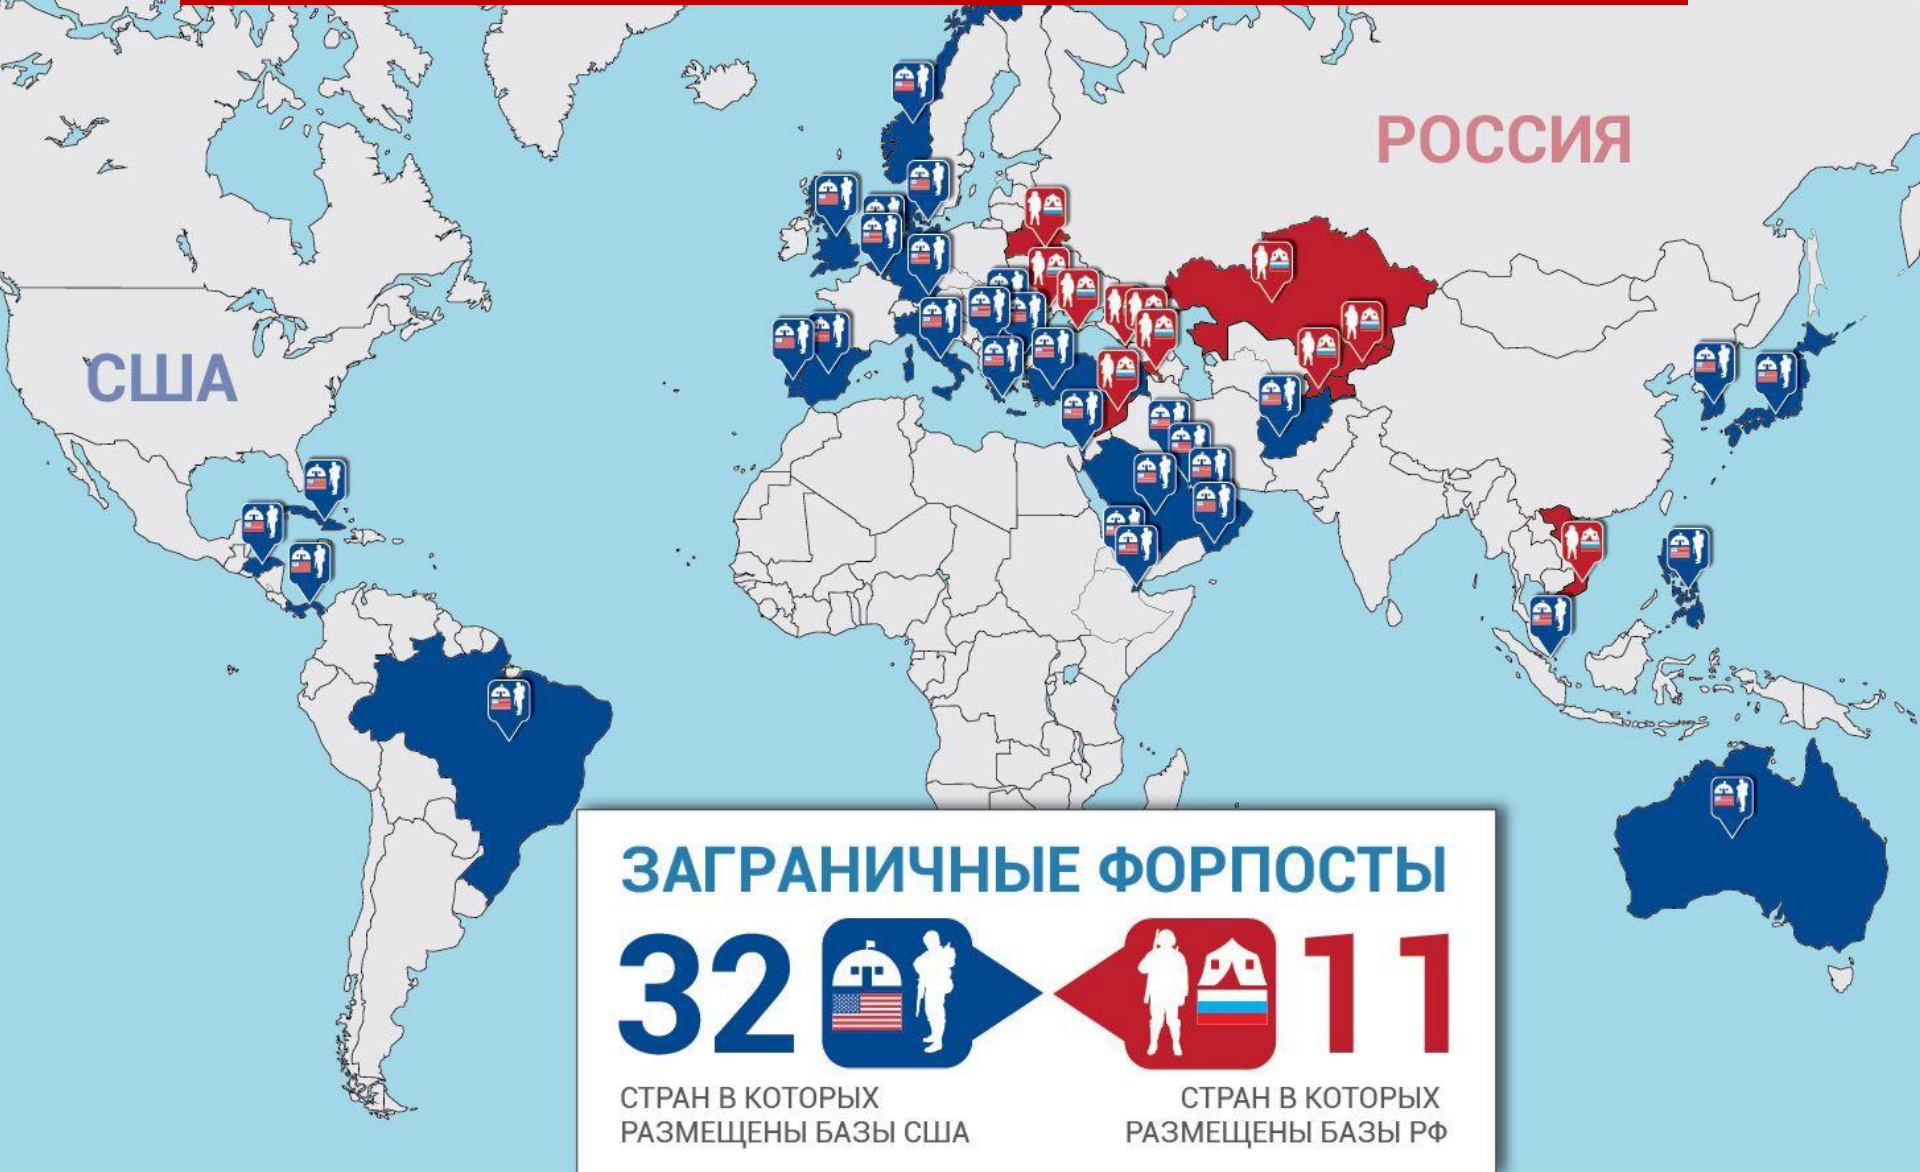 РОССИЯ
США
ЗАГРАНИЧНЫЕ ФОРПОСТЫ
32
11
СТРАН В КОТОРЫХ
РАЗМЕЩЕНЫ БАЗЫ США
СТРАН В КОТОРЫХ
РАЗМЕЩЕНЫ БАЗЫ РФ